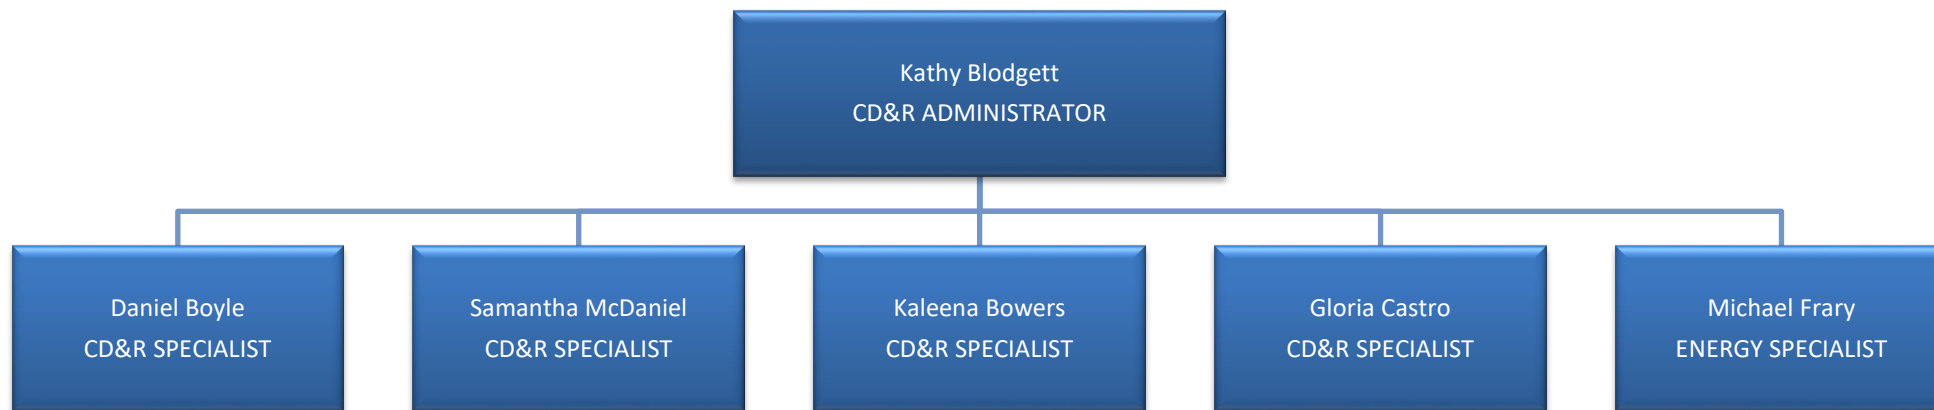 Kathy Blodgett
CD&R ADMINISTRATOR
Daniel Boyle
CD&R SPECIALIST
Samantha McDaniel
CD&R SPECIALIST
Kaleena Bowers
CD&R SPECIALIST
Gloria Castro
CD&R SPECIALIST
Michael Frary
ENERGY SPECIALIST